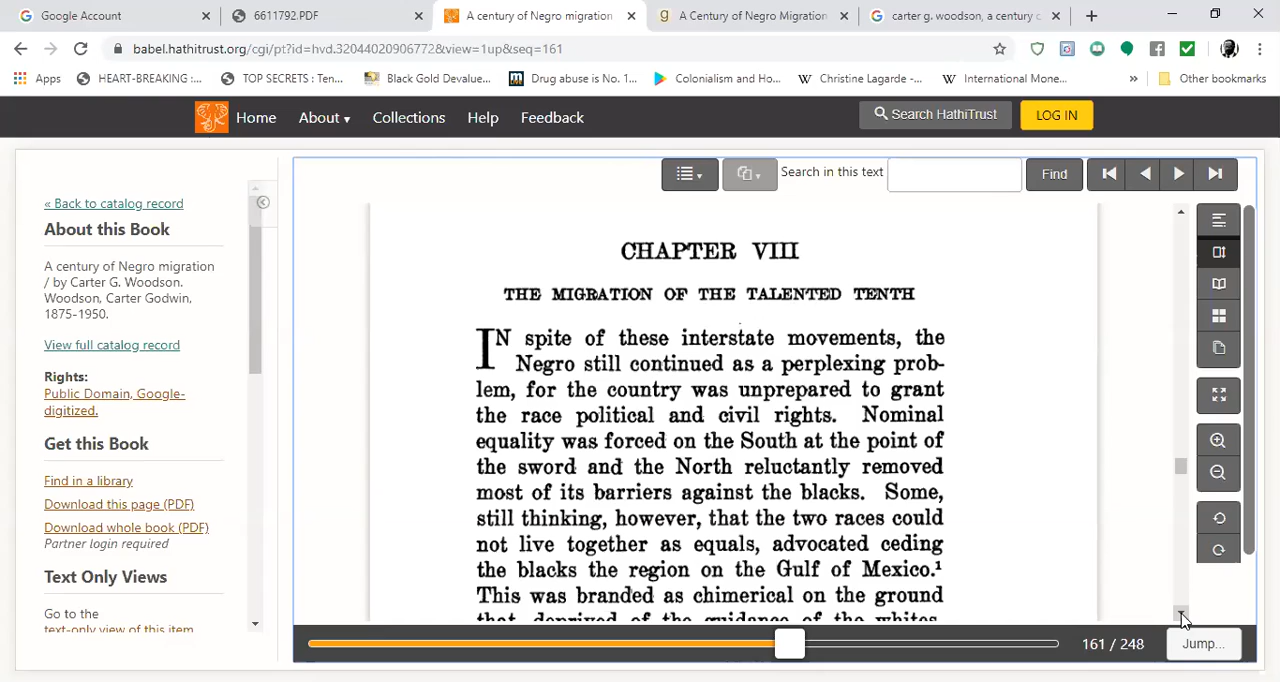 Google Account
6611792.PDF
A century of Negro migration
A Century of Negro Migration
carter g. woodson, a century c
babel.hathitrust.org/cgi/pt?id=hvd.32044020906772&view=1up&seq=161
Apps
HEART-BREAKING :...
TOP SECRETS : Ten...
Black Gold Devalue...
Drug abuse is No. 1...
Colonialism and Ho...
Christine Lagarde -...
International Mone...
»
Other bookmarks
Home
About ▾
Collections
Help
Feedback
Search HathiTrust
LOG IN
« Back to catalog record
About this Book
A century of Negro migration
/ by Carter G. Woodson.
Woodson, Carter Godwin,
1875-1950.
View full catalog record
Rights:
Public Domain, Google-
digitized.
Get this Book
Find in a library
Download this page (PDF)
Download whole book (PDF)
Partner login required
Text Only Views
Go to the
text-only view of this item
Search in this text
Find
CHAPTER VIII
THE MIGRATION OF THE TALENTED TENTH
IN spite of these interstate movements, the
Negro still continued as a perplexing prob-
lem, for the country was unprepared to grant
the race political and civil rights. Nominal
equality was forced on the South at the point of
the sword and the North reluctantly removed
most of its barriers against the blacks. Some,
still thinking, however, that the two races could
not live together as equals, advocated ceding
the blacks the region on the Gulf of Mexico.¹
This was branded as chimerical on the ground
that, deprived of the guidance of the whites,
161 / 248
Jump...